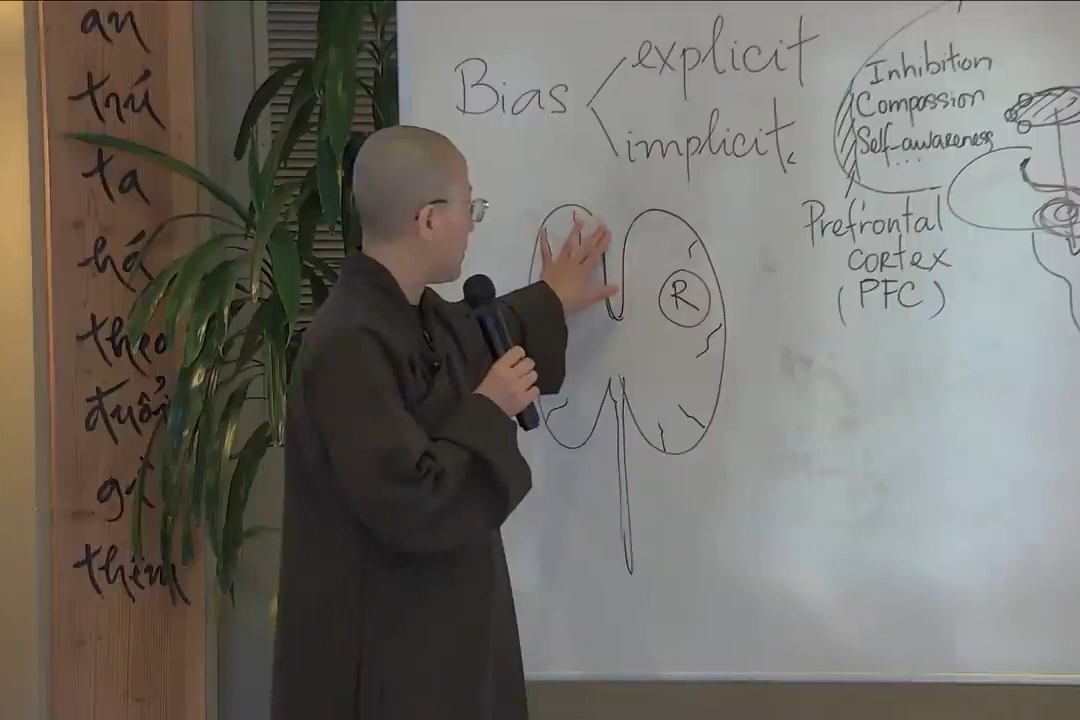 an
trú
ta
há
theo
đuổi
gì
thêm
Bias
explicit
implicit
R
Inhibition
Compassion
Self-awareness
...
Prefrontal
cortex
(PFC)